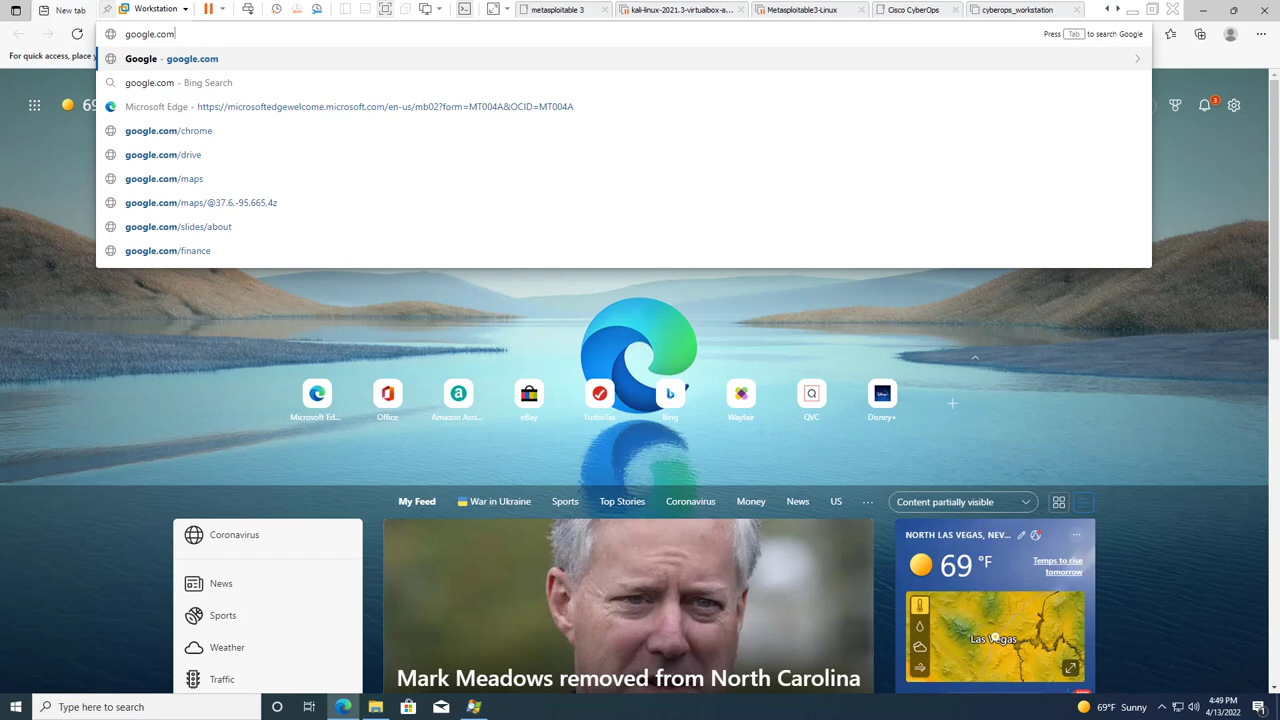 New tab
Workstation
metasploitable 3
kali-linux-2021.3-virtualbox-a...
Metasploitable3-Linux
Cisco CyberOps
cyberops_workstation
google.com
Press Tab to search Google
For quick access, place y
Google - google.com
google.com - Bing Search
Microsoft Edge - https://microsoftedgewelcome.microsoft.com/en-us/mb02?form=MT004A&OCID=MT004A
google.com/chrome
google.com/drive
google.com/maps
google.com/maps/@37.6,-95.665,4z
google.com/slides/about
google.com/finance
69
3
Microsoft Ed...
Office
Amazon Assi...
eBay
TurboTax
Bing
Wayfair
QVC
Disney+
My Feed
War in Ukraine
Sports
Top Stories
Coronavirus
Money
News
US
...
Content partially visible
Coronavirus
News
Sports
Weather
Traffic
Mark Meadows removed from North Carolina
NORTH LAS VEGAS, NEV...
69 °F
Temps to rise
tomorrow
Las Vegas
Type here to search
69°F Sunny
4:49 PM
4/13/2022
1